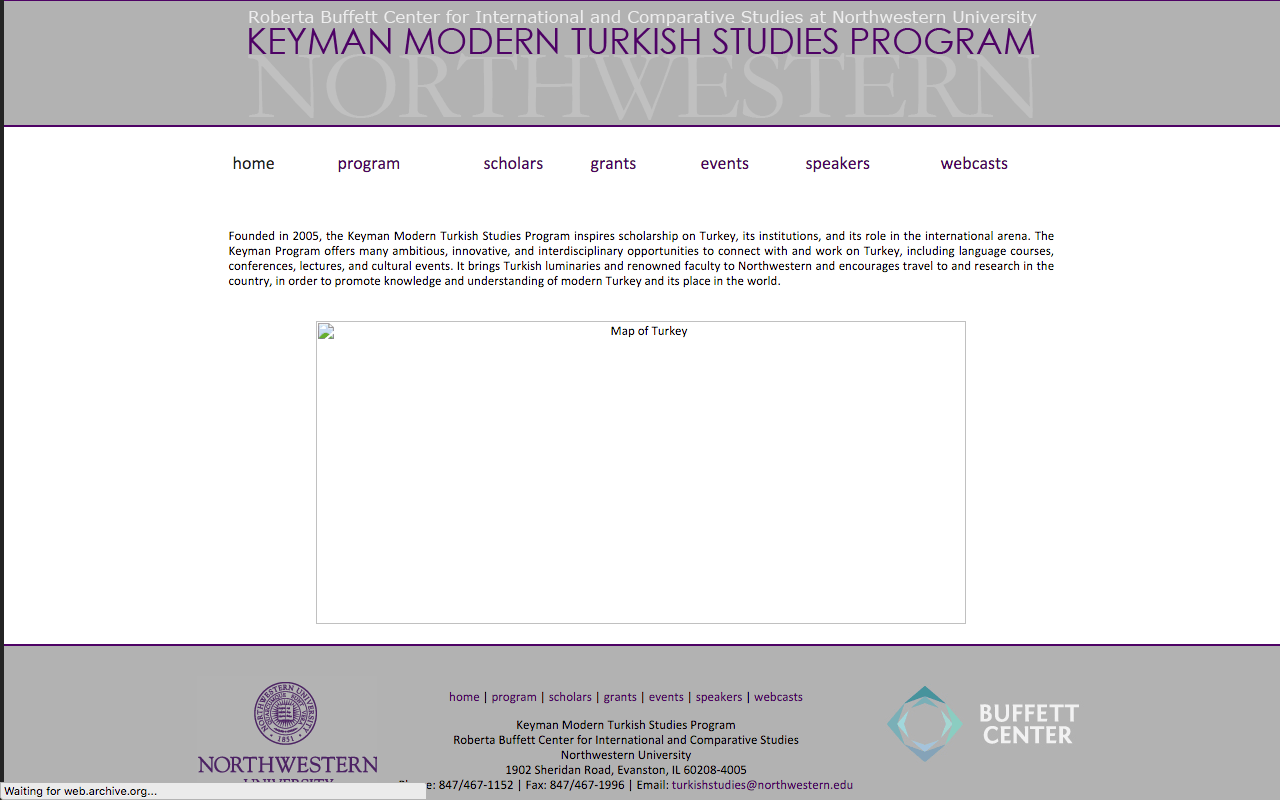 Roberta Buffett Center for International and Comparative Studies at Northwestern University
KEYMAN MODERN TURKISH STUDIES PROGRAM
NORTHWESTERN
home program scholars grants events speakers webcasts
Founded in 2005, the Keyman Modern Turkish Studies Program inspires scholarship on Turkey, its institutions, and its role in the international arena. The
Keyman Program offers many ambitious, innovative, and interdisciplinary opportunities to connect with and work on Turkey, including language courses,
conferences, lectures, and cultural events. It brings Turkish luminaries and renowned faculty to Northwestern and encourages travel to and research in the
country, in order to promote knowledge and understanding of modern Turkey and its place in the world.
Map of Turkey
NORTHWESTERN UNIVERSITY
1851
NORTHWESTERN
UNIVERSITY
home | program | scholars | grants | events | speakers | webcasts
Keyman Modern Turkish Studies Program
Roberta Buffett Center for International and Comparative Studies
Northwestern University
1902 Sheridan Road, Evanston, IL 60208-4005
e: 847/467-1152 | Fax: 847/467-1996 | Email: turkishstudies@northwestern.edu
BUFFETT
CENTER
Waiting for web.archive.org...